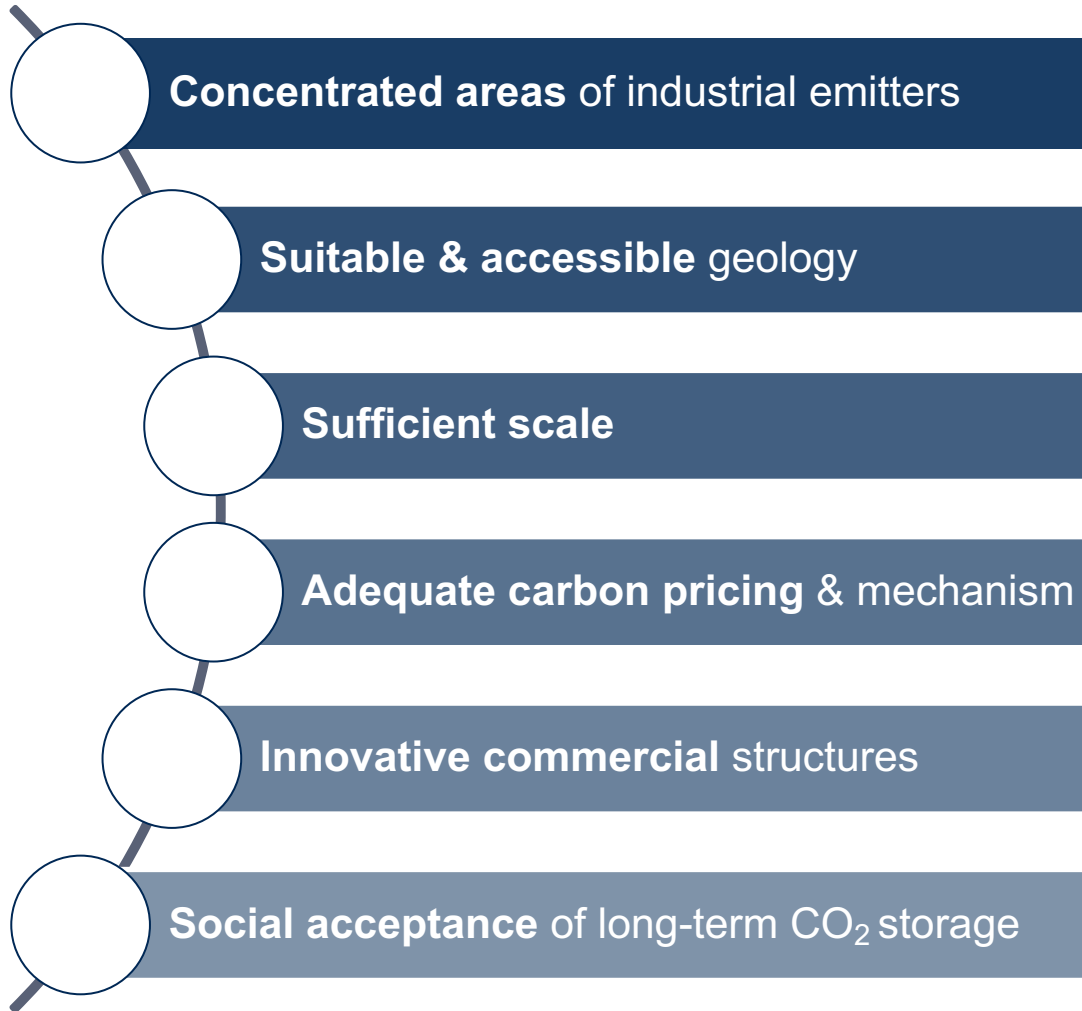 Concentrated areas of industrial emitters
Suitable & accessible geology
Sufficient scale
Adequate carbon pricing & mechanism
Innovative commercial structures
Social acceptance of long-term CO₂ storage